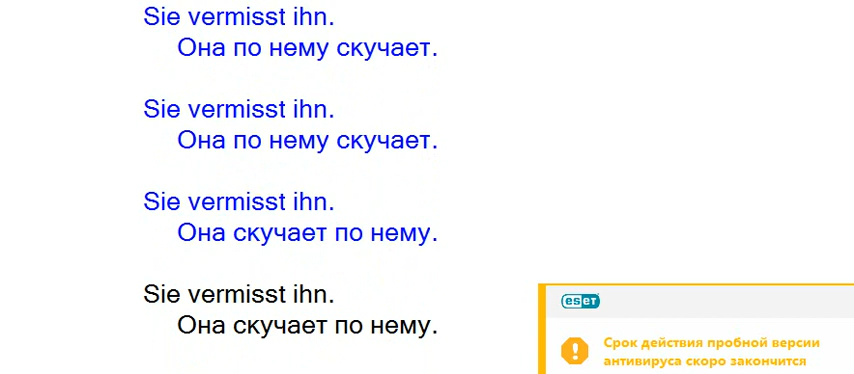 Sie vermisst ihn.
Она по нему скучает.
Sie vermisst ihn.
Она по нему скучает.
Sie vermisst ihn.
Она скучает по нему.
Sie vermisst ihn.
Она скучает по нему.
eset
Срок действия пробной версии
антивируса скоро закончится